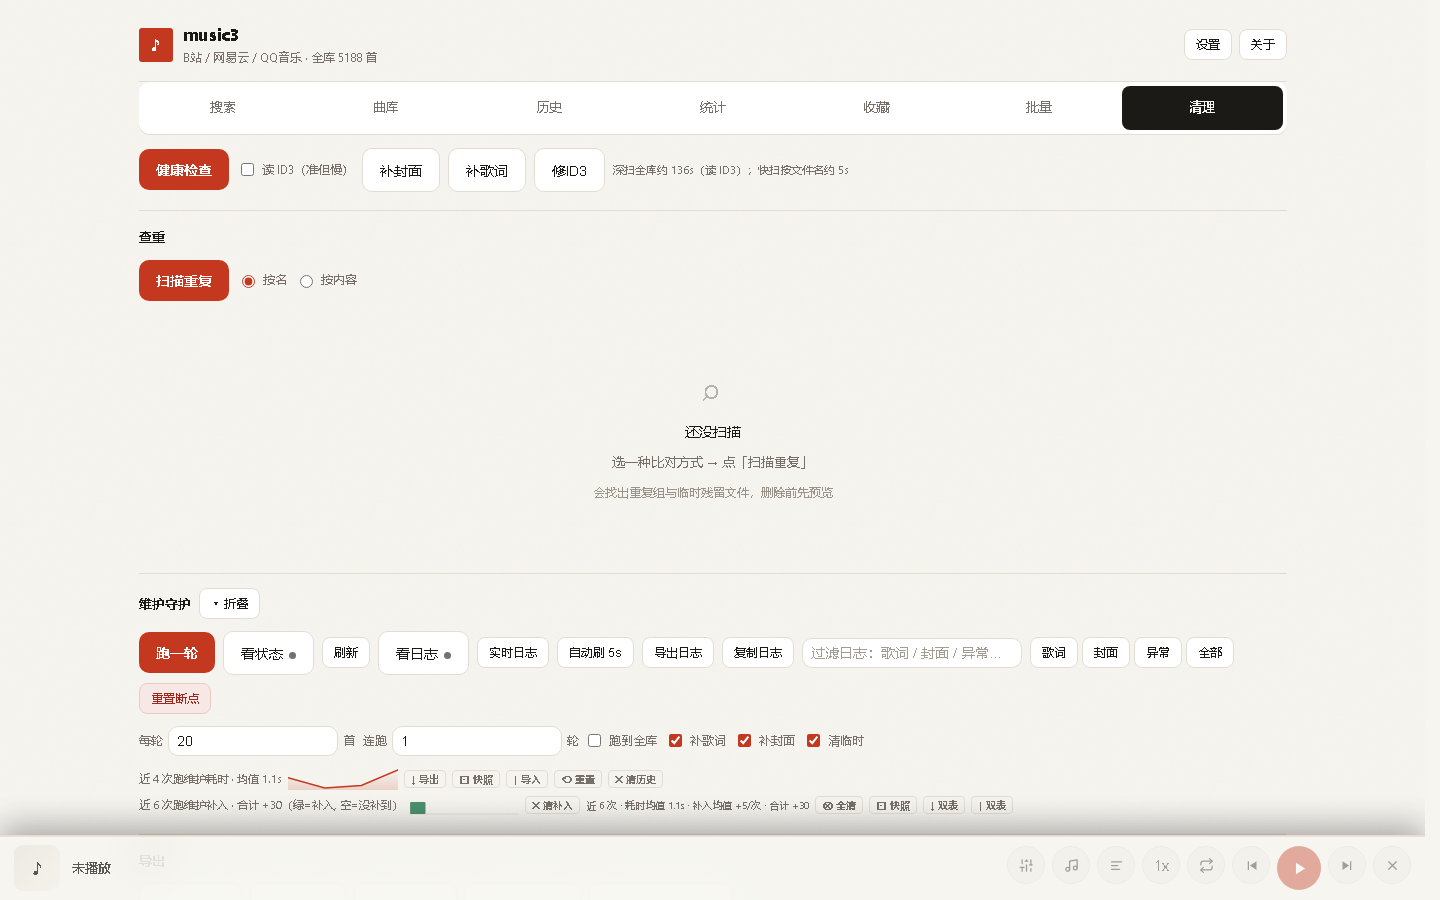 music3
B站 / 网易云 / QQ音乐 · 全库 5188 首
设置 关于
搜索 曲库 历史 统计 收藏 批量 清理
健康检查 读 ID3（准但慢） 补封面 补歌词 修ID3 深扫全库约 136s（读 ID3）；快扫按文件名约 5s
查重
扫描重复 按名 按内容
还没扫描
选一种比对方式 → 点「扫描重复」
会找出重复组与临时残留文件，删除前先预览
维护守护 ▾ 折叠
跑一轮 看状态 ● 刷新 看日志 ● 实时日志 自动刷 5s 导出日志 复制日志 过滤日志：歌词 / 封面 / 异常… 歌词 封面 异常 全部
重置断点
每轮 20 首 连跑 1 轮 跑到全库 补歌词 补封面 清临时
近 4 次跑维护耗时 · 均值 1.1s ↓ 导出 快照 导入 重置 ✕ 清历史
近 6 次跑维护补入 · 合计 +30（绿=补入, 空=没补到） ✕ 清补入 近 6 次 · 耗时均值 1.1s · 补入均值 +5/次 · 合计 +30 ⊗ 全清 快照 ↓ 双表 双表
导出
未播放 1x